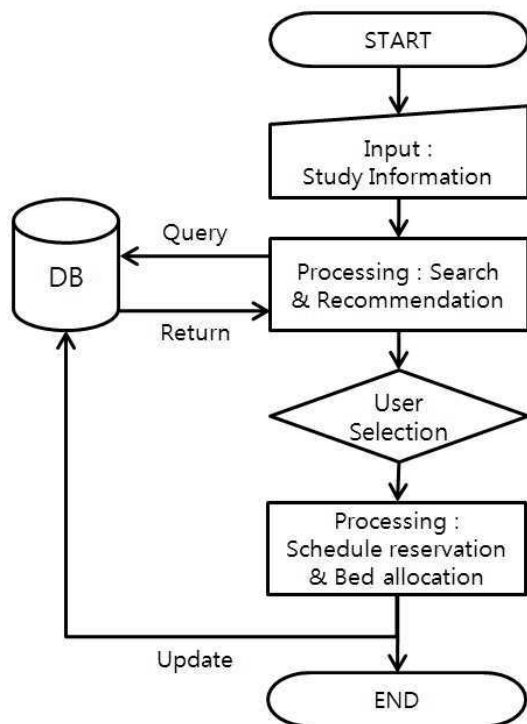 START
Input :
Study Information
Query
DB
Processing : Search
& Recommendation
Return
User
Selection
Processing :
Schedule reservation
& Bed allocation
Update
END